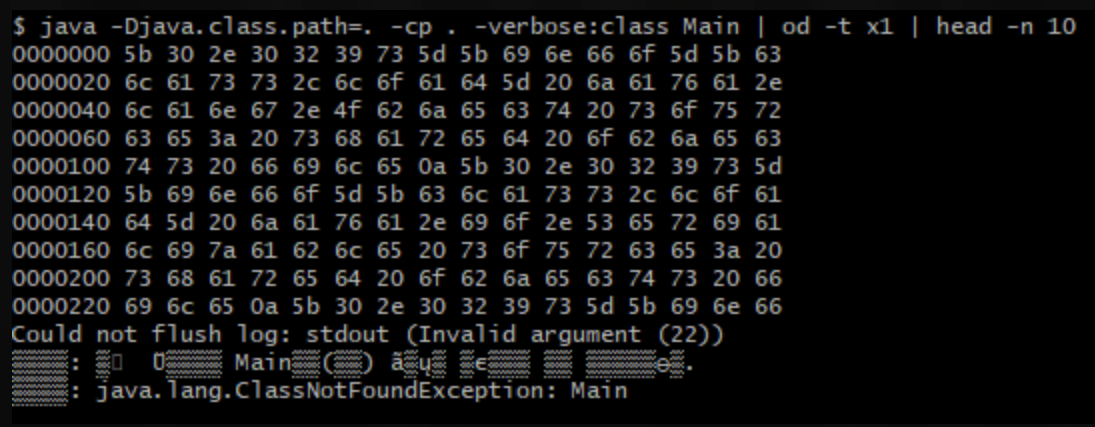 $ java -Djava.class.path=. -cp . -verbose:class Main | od -t x1 | head -n 10
0000000 5b 30 2e 30 32 39 73 5d 5b 69 6e 66 6f 5d 5b 63
0000020 6c 61 73 73 2c 6c 6f 61 64 5d 20 6a 61 76 61 2e
0000040 6c 61 6e 67 2e 4f 62 6a 65 63 74 20 73 6f 75 72
0000060 63 65 3a 20 73 68 61 72 65 64 20 6f 62 6a 65 63
0000100 74 73 20 66 69 6c 65 0a 5b 30 2e 30 32 39 73 5d
0000120 5b 69 6e 66 6f 5d 5b 63 6c 61 73 73 2c 6c 6f 61
0000140 64 5d 20 6a 61 76 61 2e 69 6f 2e 53 65 72 69 61
0000160 6c 69 7a 61 62 6c 65 20 73 6f 75 72 63 65 3a 20
0000200 73 68 61 72 65 64 20 6f 62 6a 65 63 74 73 20 66
0000220 69 6c 65 0a 5b 30 2e 30 32 39 73 5d 5b 69 6e 66
Could not flush log: stdout (Invalid argument (22))
Main
: java.lang.ClassNotFoundException: Main